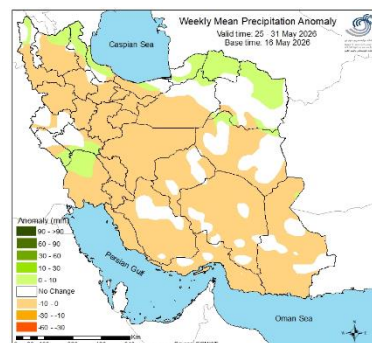 Weekly Mean Precipitation Anomaly
Valid time: 25 - 31 May 2026
Base time: 16 May 2026
Caspian Sea
Persian Gulf
Oman Sea
Anomaly (mm)
90 - >90
60 - 90
30 - 60
10 - 30
0 - 10
No Change
-10 - 0
-30 - -10
-60 - -30